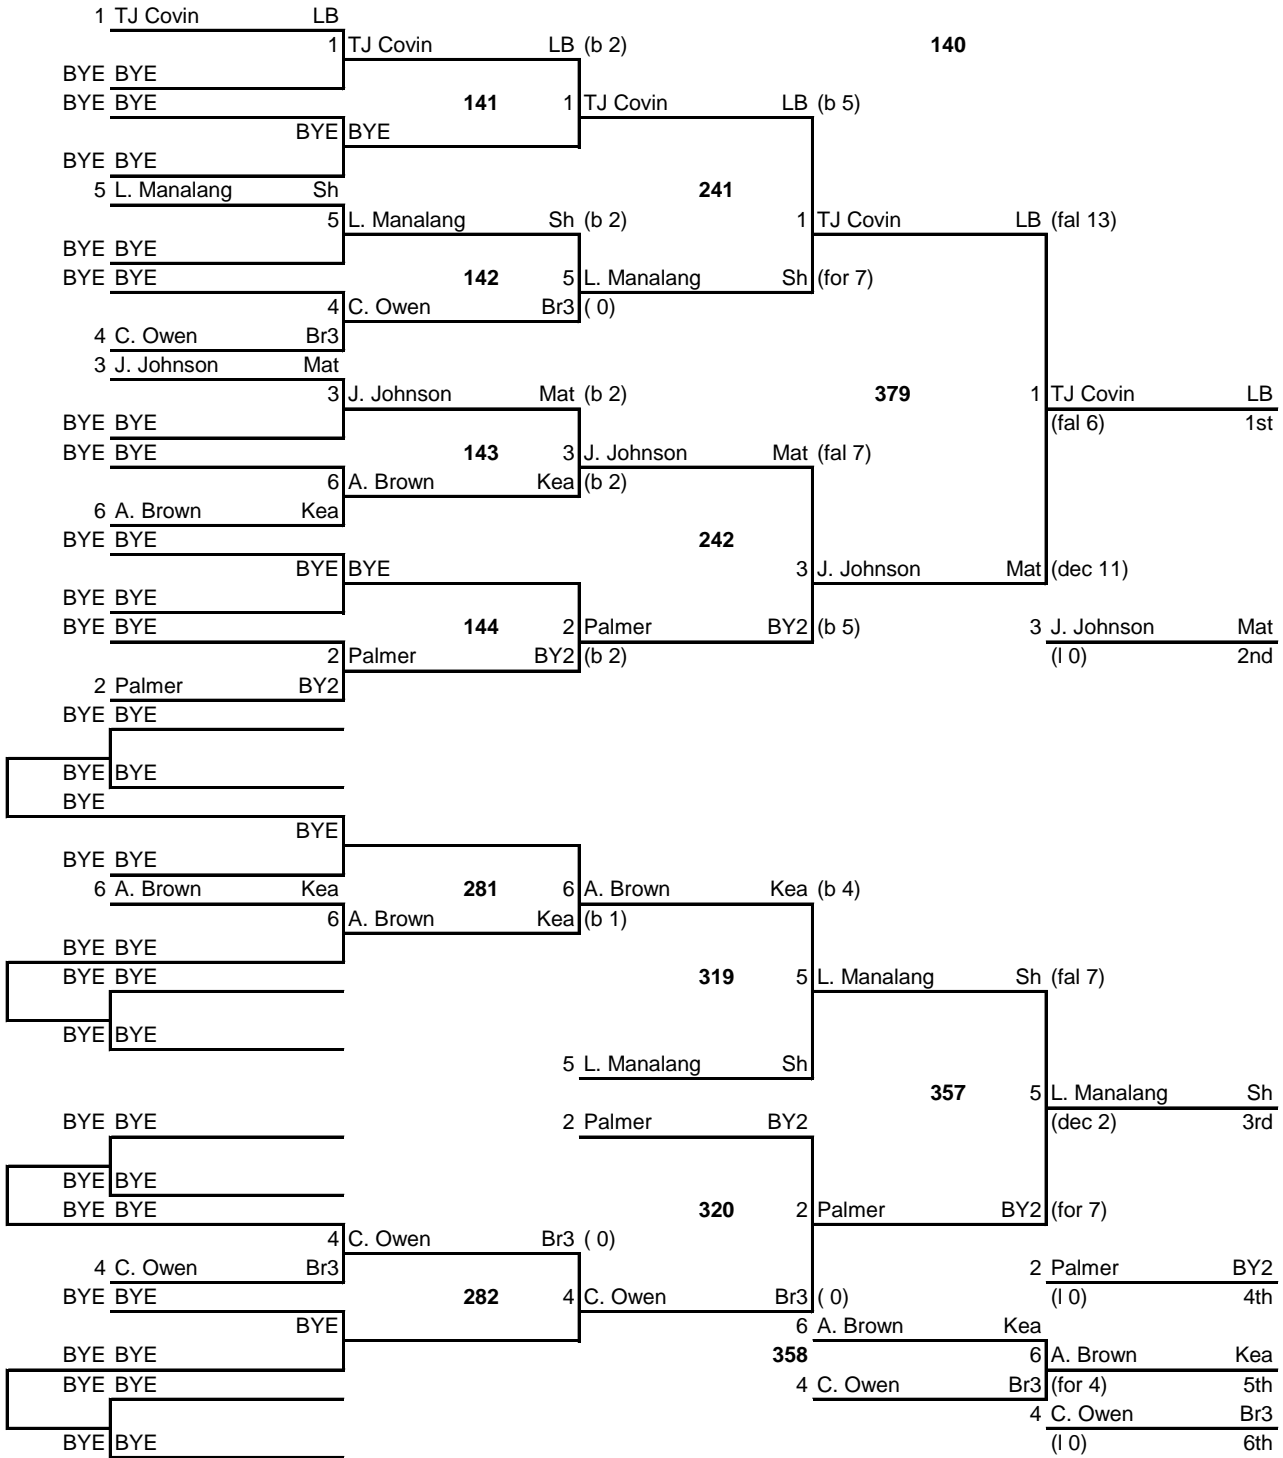 1 TJ Covin LB
1 TJ Covin LB (b 2) 140
BYE BYE
BYE BYE 141 1 TJ Covin LB (b 5)
BYE BYE
BYE BYE
5 L. Manalang Sh 241
5 L. Manalang Sh (b 2) 1 TJ Covin LB (fal 13)
BYE BYE
BYE BYE 142 5 L. Manalang Sh (for 7)
4 C. Owen Br3 ( 0)
4 C. Owen Br3
3 J. Johnson Mat
3 J. Johnson Mat (b 2) 379 1 TJ Covin LB
BYE BYE (fal 6) 1st
BYE BYE 143 3 J. Johnson Mat (fal 7)
6 A. Brown Kea (b 2)
6 A. Brown Kea
BYE BYE 242
BYE BYE 3 J. Johnson Mat (dec 11)
BYE BYE
BYE BYE 144 2 Palmer BY2 (b 5) 3 J. Johnson Mat
2 Palmer BY2 (b 2) (l 0) 2nd
2 Palmer BY2
BYE BYE
BYE BYE
BYE
BYE
BYE BYE
6 A. Brown Kea 281 6 A. Brown Kea (b 4)
6 A. Brown Kea (b 1)
BYE BYE
BYE BYE 319 5 L. Manalang Sh (fal 7)
BYE BYE
5 L. Manalang Sh
357 5 L. Manalang Sh
BYE BYE 2 Palmer BY2 (dec 2) 3rd
BYE BYE
BYE BYE 320 2 Palmer BY2 (for 7)
4 C. Owen Br3 ( 0)
4 C. Owen Br3 2 Palmer BY2
BYE BYE 282 4 C. Owen Br3 ( 0) (l 0) 4th
BYE 6 A. Brown Kea
BYE BYE 358 6 A. Brown Kea
BYE BYE 4 C. Owen Br3 (for 4) 5th
4 C. Owen Br3
BYE BYE (l 0) 6th